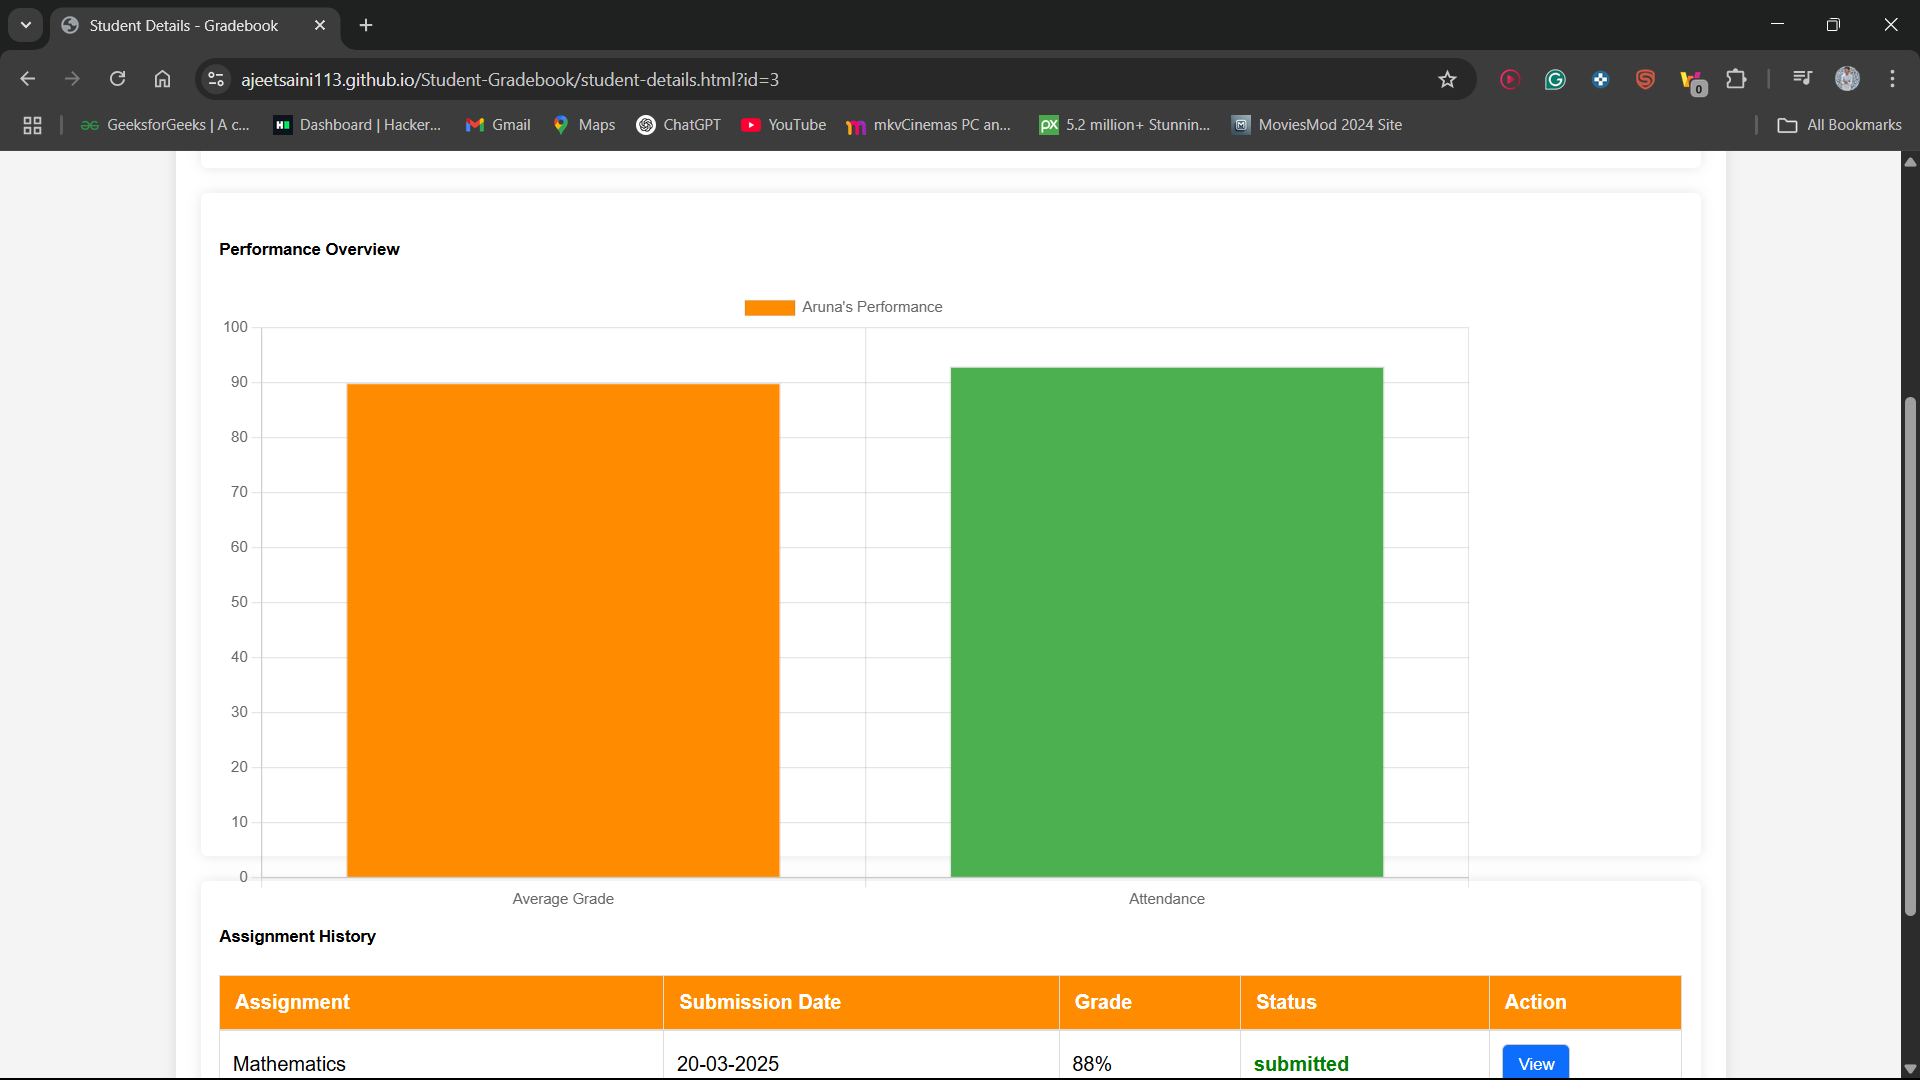 Student Details - Gradebook
ajeetsaini113.github.io/Student-Gradebook/student-details.html?id=3
0
GeeksforGeeks | A c...
Dashboard | Hacker...
Gmail
Maps
ChatGPT
YouTube
mkvCinemas PC an...
px
5.2 million+ Stunnin...
MoviesMod 2024 Site
All Bookmarks
Performance Overview
Aruna's Performance
100
90
80
70
60
50
40
30
20
10
0
Average Grade
Attendance
Assignment History
Assignment Submission Date Grade Status Action
Mathematics 20-03-2025 88% submitted View